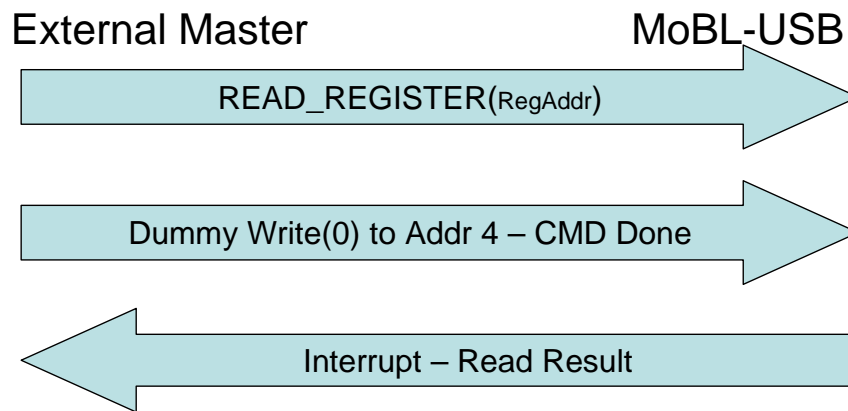 External Master MoBL-USB
READ_REGISTER(RegAddr)
Dummy Write(0) to Addr 4 – CMD Done
Interrupt – Read Result